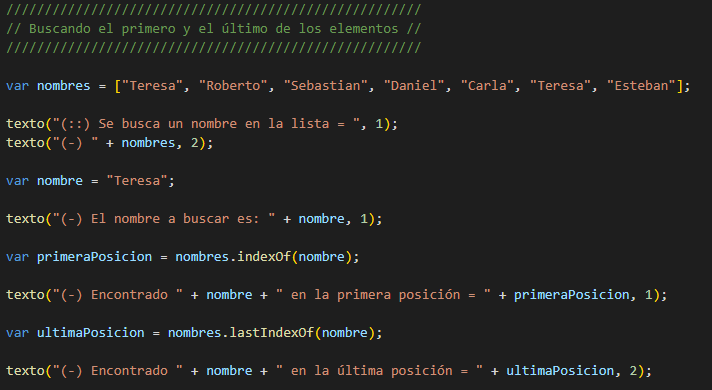 //////////////////////////////////////////////////////
// Buscando el primero y el último de los elementos //
//////////////////////////////////////////////////////
var nombres = ["Teresa", "Roberto", "Sebastian", "Daniel", "Carla", "Teresa", "Esteban"];
texto("(::) Se busca un nombre en la lista = ", 1);
texto("(-) " + nombres, 2);
var nombre = "Teresa";
texto("(-) El nombre a buscar es: " + nombre, 1);
var primeraPosicion = nombres.indexOf(nombre);
texto("(-) Encontrado " + nombre + " en la primera posición = " + primeraPosicion, 1);
var ultimaPosicion = nombres.lastIndexOf(nombre);
texto("(-) Encontrado " + nombre + " en la última posición = " + ultimaPosicion, 2);